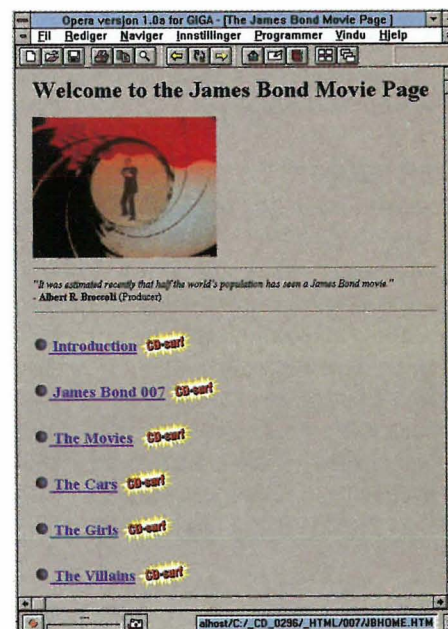 Opera versjon 1.0a for GIGA - [The James Bond Movie Page]
Fil Rediger Naviger Innstillinger Programmer Vindu Hjelp
Welcome to the James Bond Movie Page
"It was estimated recently that half the world's population has seen a James Bond movie."
- Albert R. Broccoli (Producer)
Introduction CD-surf
James Bond 007 CD-surf
The Movies CD-surf
The Cars CD-surf
The Girls CD-surf
The Villains CD-surf
alhost/C:/_CD_0296/_HTML/007/JBHOME.HTM